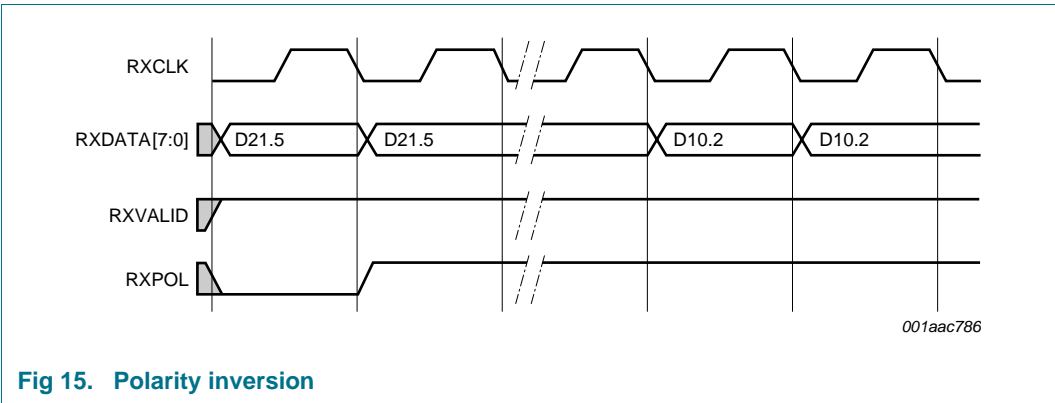 RXCLK
RXDATA[7:0] D21.5 D21.5 D10.2 D10.2
RXVALID
RXPOL
001aac786
Fig 15. Polarity inversion